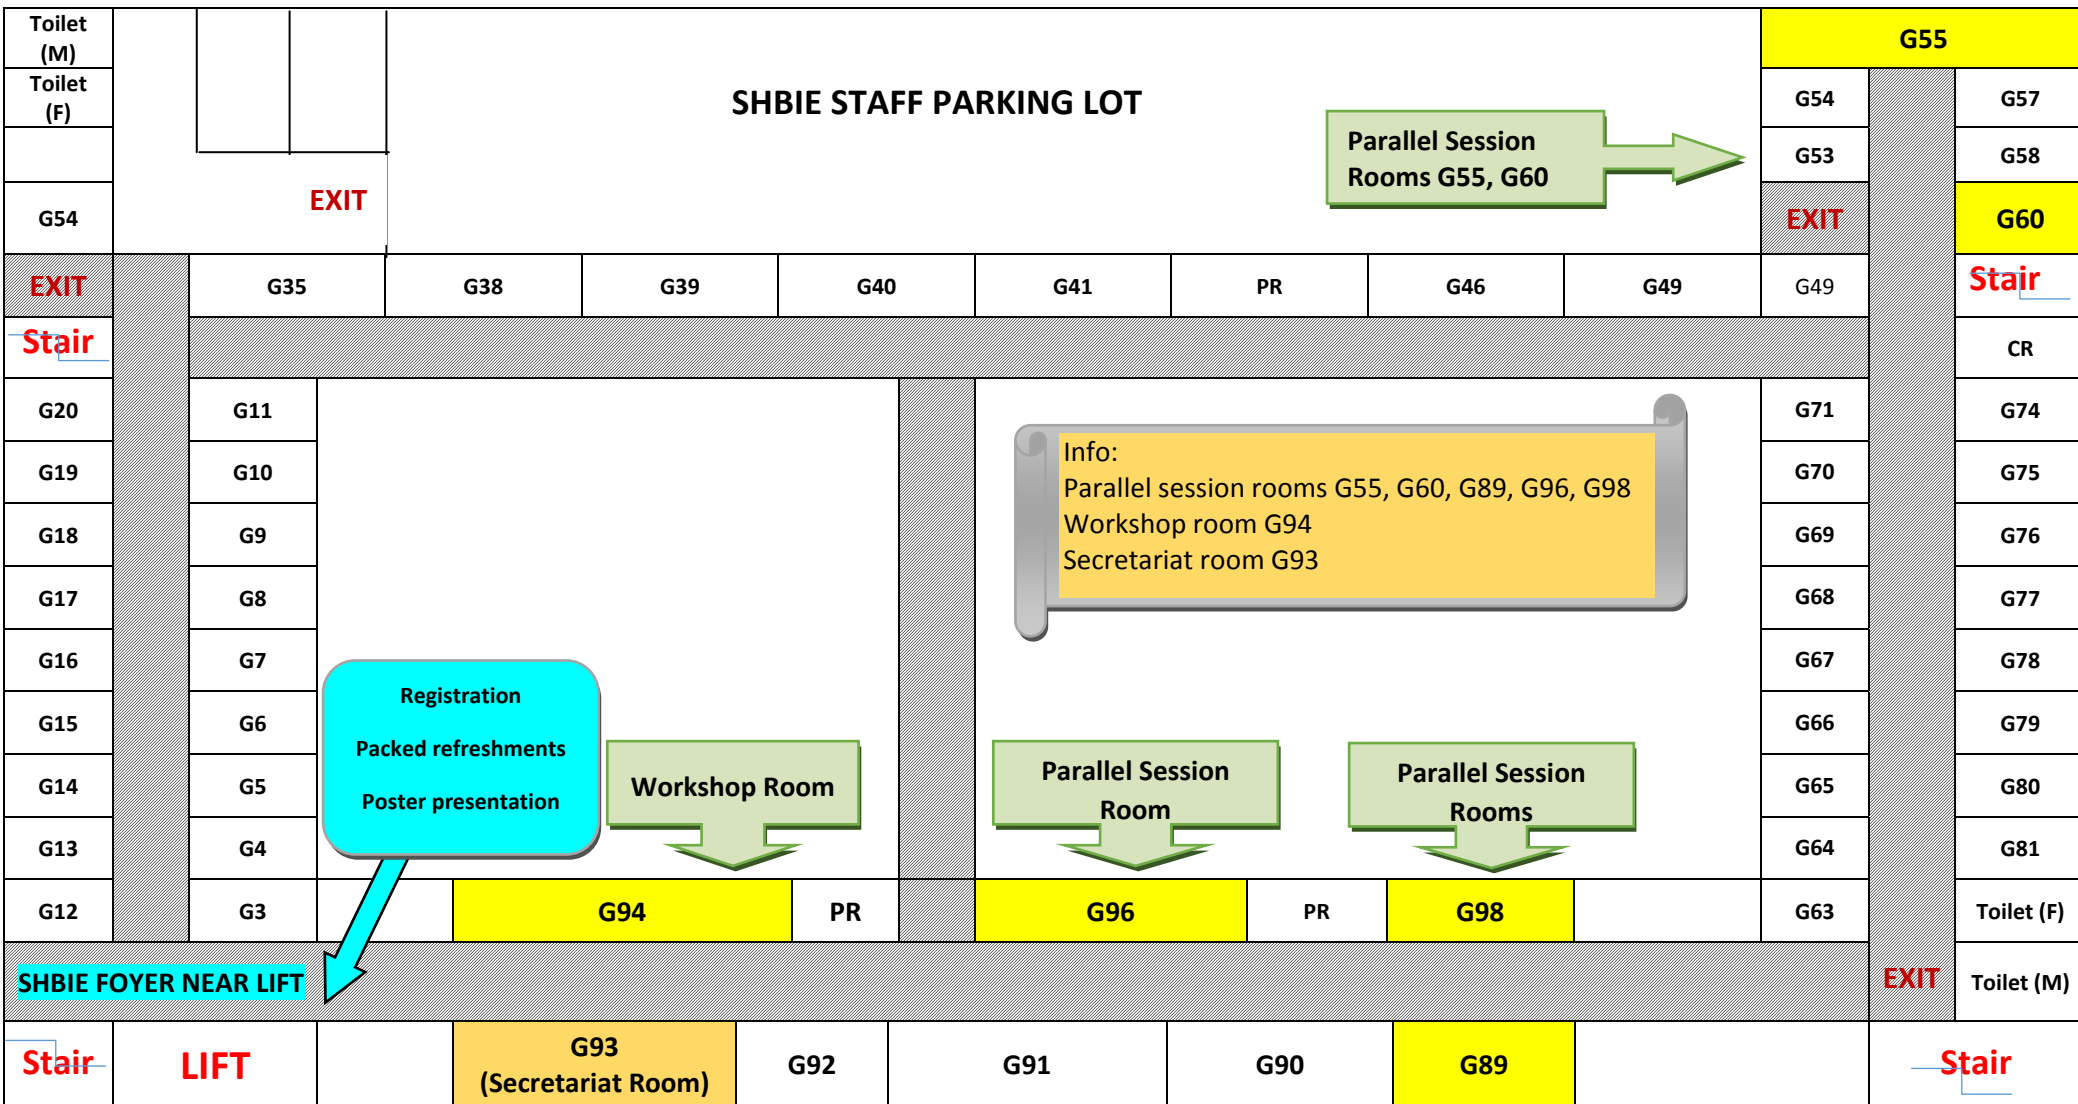 Toilet
(M)
G55
Toilet
(F)
SHBIE STAFF PARKING LOT
G54
G57
Parallel Session
Rooms G55, G60
G53
G58
EXIT
G54
EXIT
G60
EXIT
G35
G38
G39
G40
G41
PR
G46
G49
G49
Stair
Stair
CR
G20
G11
G71
G74
Info:
Parallel session rooms G55, G60, G89, G96, G98
Workshop room G94
Secretariat room G93
G19
G10
G70
G75
G18
G9
G69
G76
G17
G8
G68
G77
G16
G7
G67
G78
Registration
Packed refreshments
Poster presentation
G15
G6
G66
G79
Workshop Room
Parallel Session
Room
Parallel Session
Rooms
G14
G5
G65
G80
G13
G4
G64
G81
G12
G3
G94
PR
G96
PR
G98
G63
Toilet (F)
SHBIE FOYER NEAR LIFT
EXIT
Toilet (M)
Stair
LIFT
G93
(Secretariat Room)
G92
G91
G90
G89
Stair